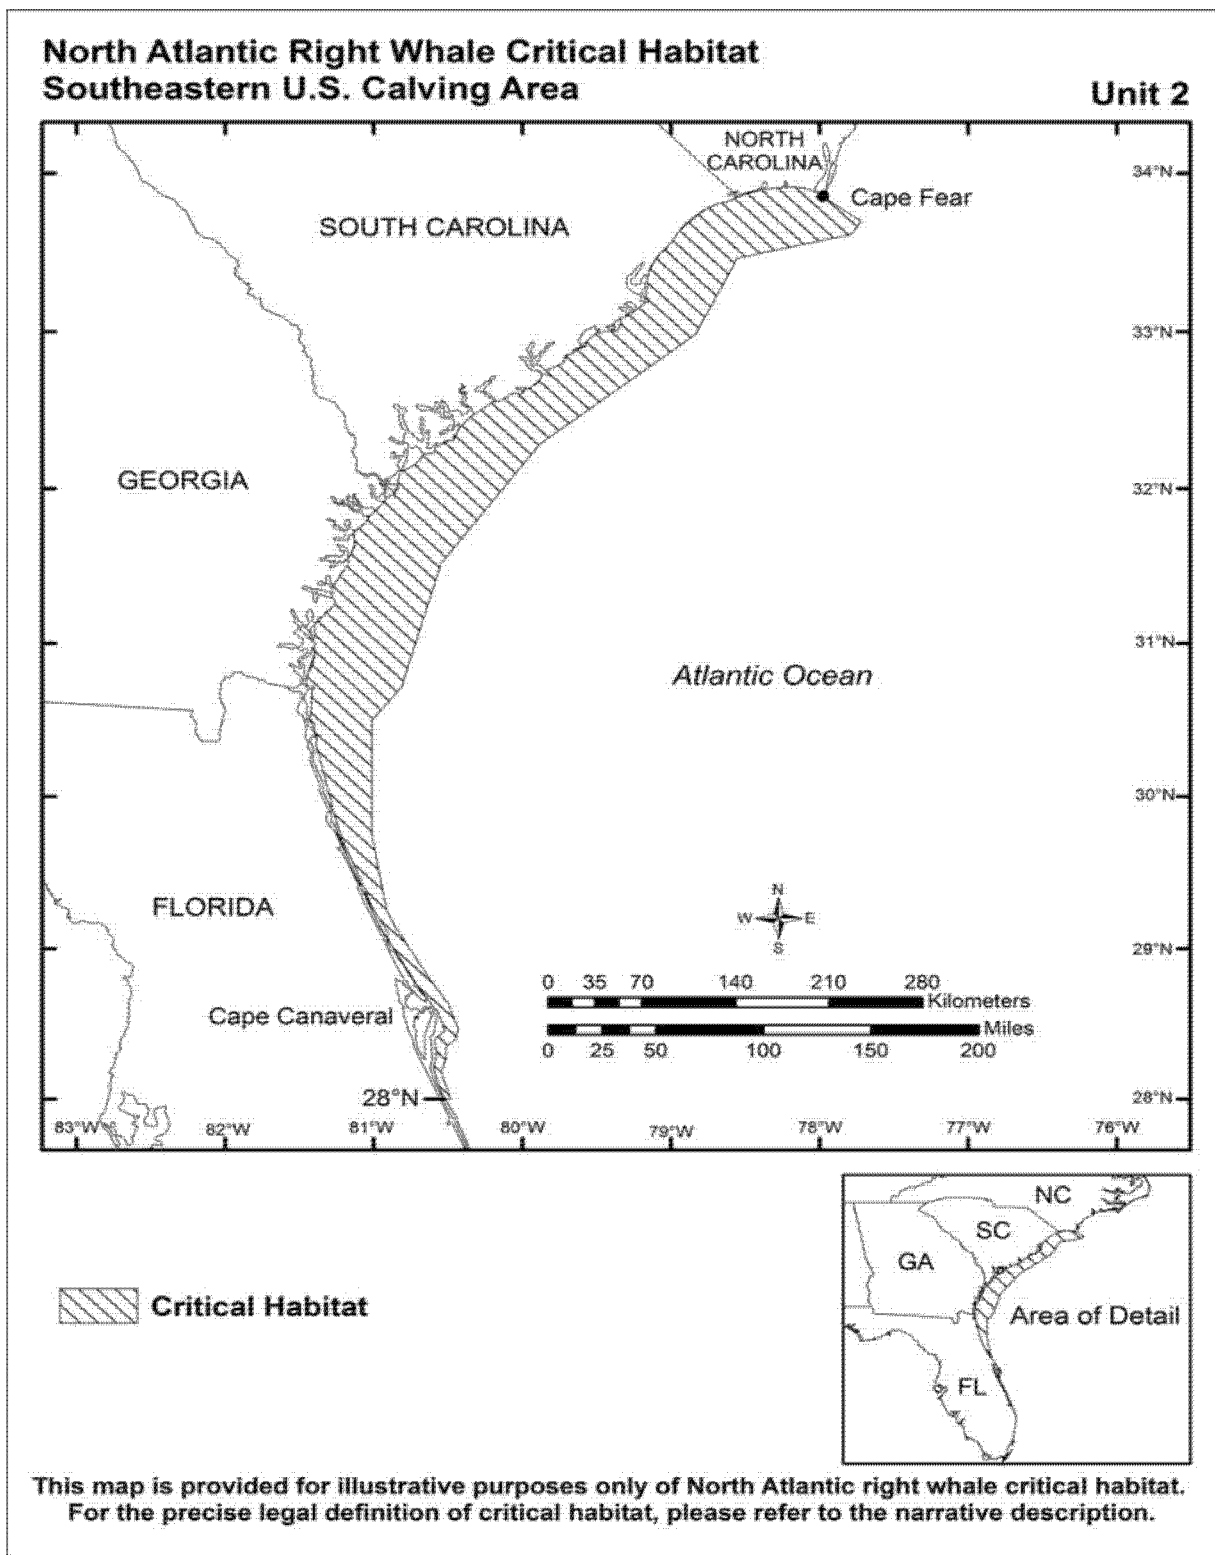 North Atlantic Right Whale Critical Habitat
Southeastern U.S. Calving Area
Unit 2
NORTH
CAROLINA
34°N
Cape Fear
SOUTH CAROLINA
33°N
GEORGIA
32°N
31°N
Atlantic Ocean
30°N
FLORIDA
N
W E
S
29°N
0 35 70 140 210 280
Kilometers
Cape Canaveral
Miles
0 25 50 100 150 200
28°N
28°N
83°W 82°W 81°W 80°W 79°W 78°W 77°W 76°W
NC
SC
GA
Critical Habitat
Area of Detail
FL
This map is provided for illustrative purposes only of North Atlantic right whale critical habitat.
For the precise legal definition of critical habitat, please refer to the narrative description.